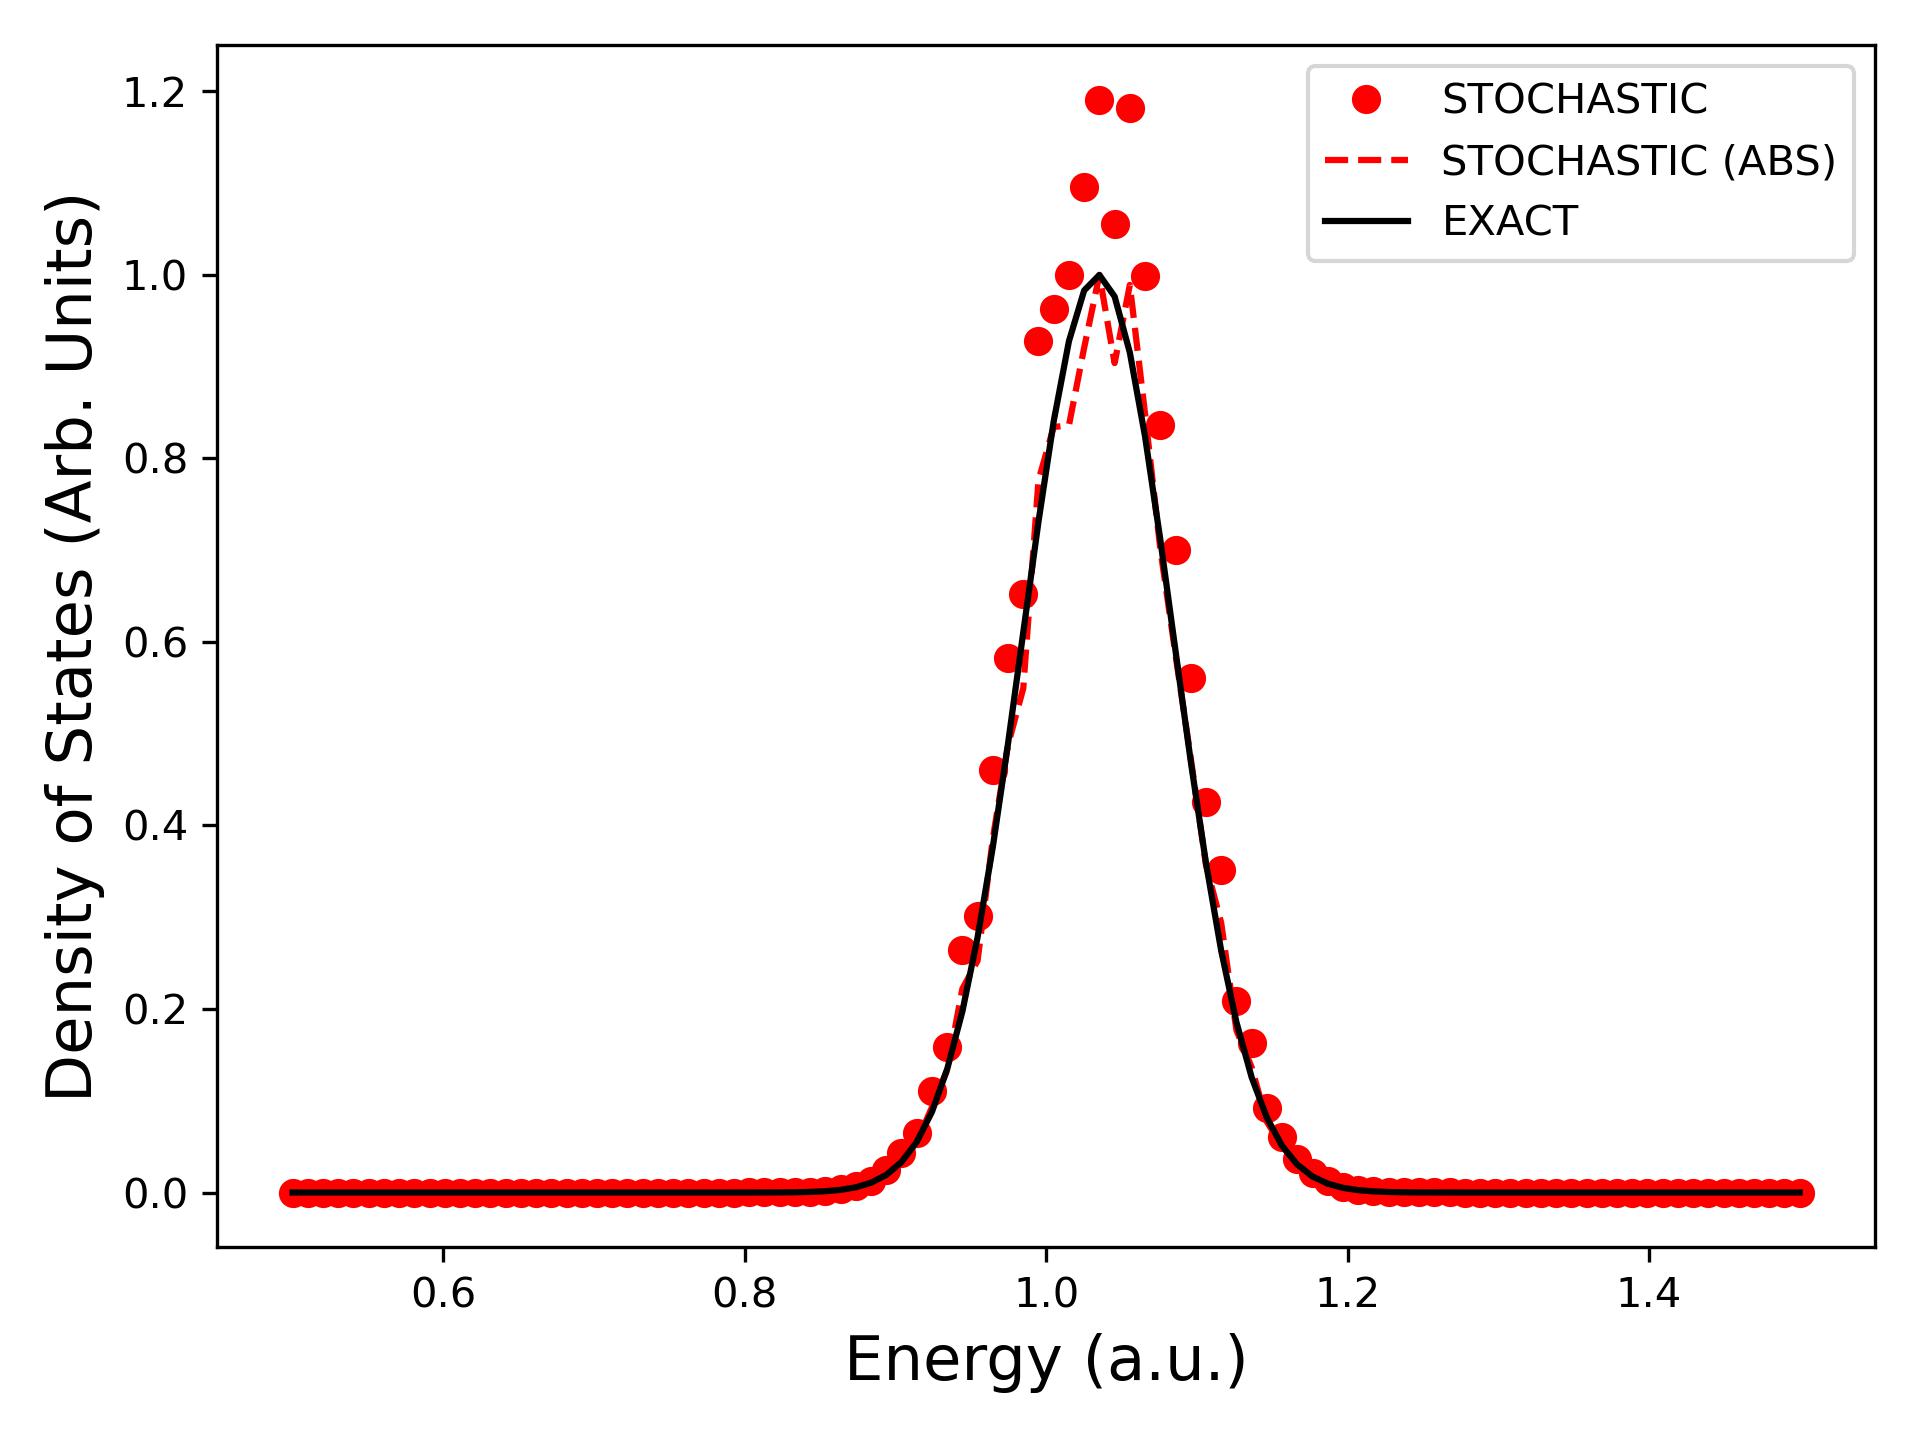 STOCHASTIC
STOCHASTIC (ABS)
EXACT
Density of States (Arb. Units)
1.2
1.0
0.8
0.6
0.4
0.2
0.0
0.6 0.8 1.0 1.2 1.4
Energy (a.u.)